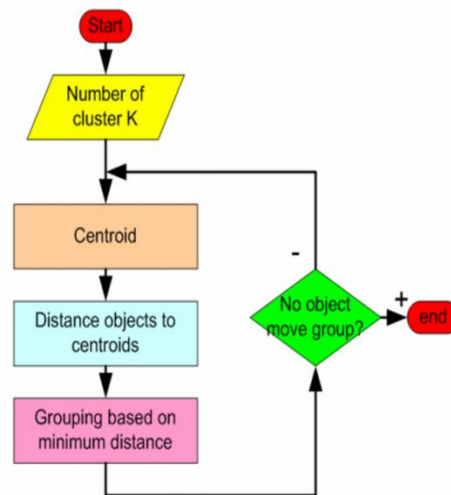 Start
Number of
cluster K
Centroid
Distance objects to
centroids
Grouping based on
minimum distance
-
No object
move group?
+
end